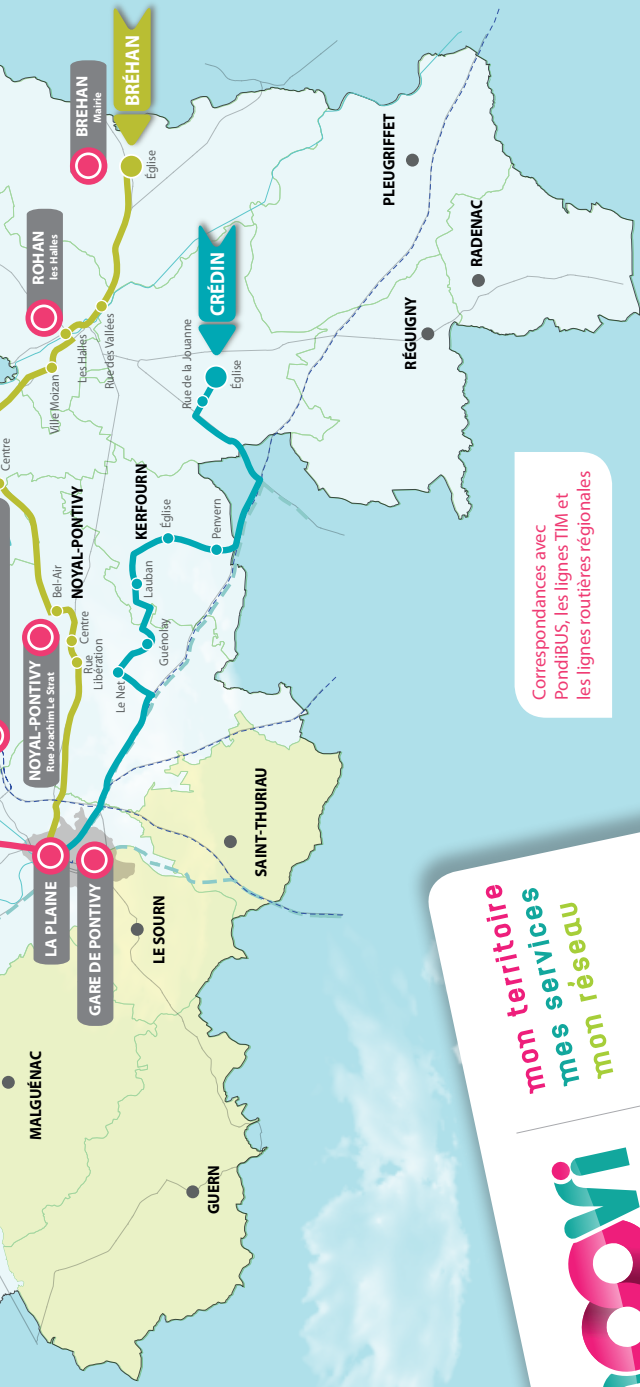 BREHAN
Mairie
BRÉHAN
Église
ROHAN
les Halles
Rue des Vallées
Les Halles
Ville Moizan
Centre
CRÉDIN
Rue de la Jouanne
Église
PLEUGRIFFET
RADENAC
RÉGUIGNY
NOYAL-PONTIVY
Bel-Air
Centre
Rue
Libération
NOYAL-PONTIVY
Rue Joachim Le Strat
KERFOURN
Église
Penvern
Lauban
Guénolay
Le Net
LA PLAINE
GARE DE PONTIVY
LE SOURN
SAINT-THURIAU
MALGUÉNAC
GUERN
Correspondances avec
PondiBUS, les lignes TIM et
les lignes routières régionales
mon territoire
mes services
mon réseau